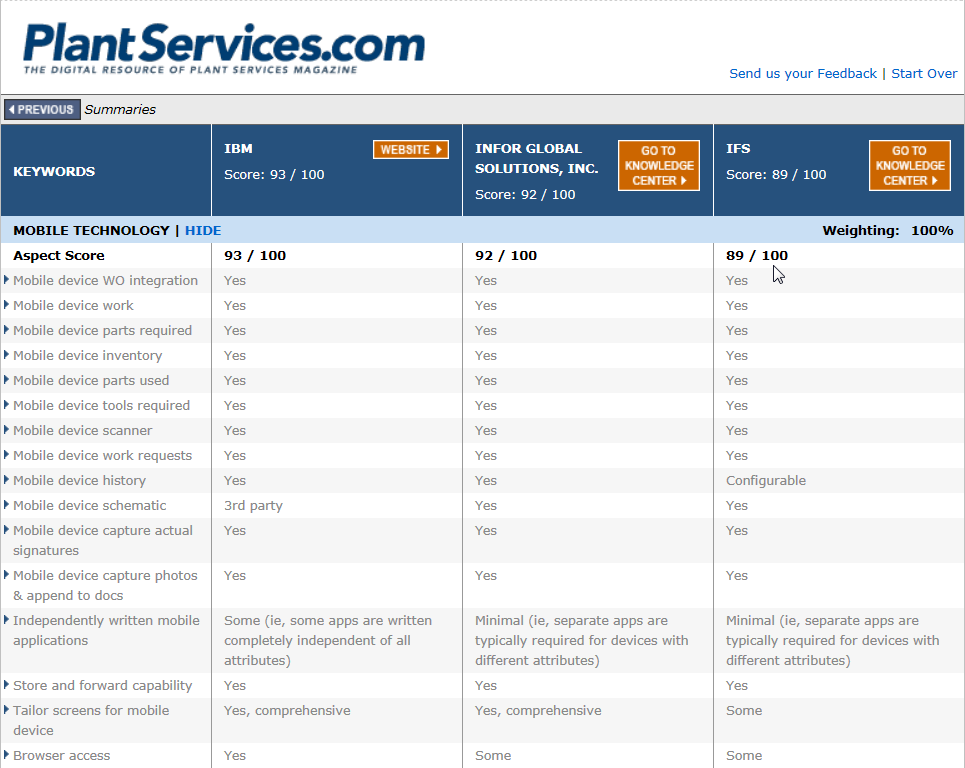 PlantServices.com
THE DIGITAL RESOURCE OF PLANT SERVICES MAGAZINE
Send us your Feedback | Start Over
PREVIOUS Summaries
KEYWORDS
IBM
Score: 93 / 100
WEBSITE
INFOR GLOBAL
SOLUTIONS, INC.
Score: 92 / 100
GO TO
KNOWLEDGE
CENTER
IFS
Score: 89 / 100
GO TO
KNOWLEDGE
CENTER
MOBILE TECHNOLOGY | HIDE Weighting: 100%
Aspect Score 93 / 100 92 / 100 89 / 100
Mobile device WO integration Yes Yes Yes
Mobile device work Yes Yes Yes
Mobile device parts required Yes Yes Yes
Mobile device inventory Yes Yes Yes
Mobile device parts used Yes Yes Yes
Mobile device tools required Yes Yes Yes
Mobile device scanner Yes Yes Yes
Mobile device work requests Yes Yes Yes
Mobile device history Yes Yes Configurable
Mobile device schematic 3rd party Yes Yes
Mobile device capture actual Yes Yes Yes
signatures
Mobile device capture photos Yes Yes Yes
& append to docs
Independently written mobile Some (ie, some apps are written Minimal (ie, separate apps are Minimal (ie, separate apps are
applications completely independent of all typically required for devices with typically required for devices with
attributes) different attributes) different attributes)
Store and forward capability Yes Yes Yes
Tailor screens for mobile Yes, comprehensive Yes, comprehensive Some
device
Browser access Yes Some Some